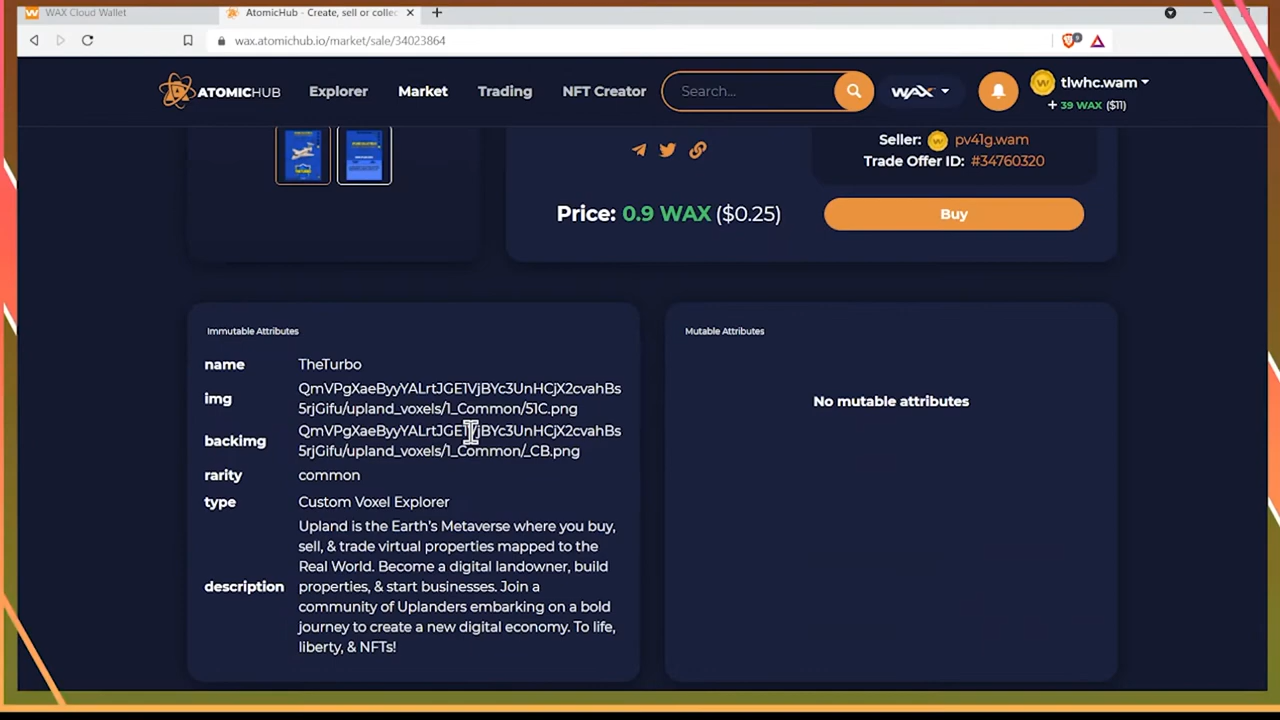 WAX Cloud Wallet
AtomicHub - Create, sell or collec
wax.atomichub.io/market/sale/34023864
ATOMICHUB
Explorer
Market
Trading
NFT Creator
Search...
WAX
tlwhc.wam
+ 39 WAX ($11)
Seller: pv41g.wam
Trade Offer ID: #34760320
Price: 0.9 WAX ($0.25)
Buy
Immutable Attributes
name TheTurbo
img QmVPgXaeByyYALrtJGE1VjBYc3UnHCjX2cvahBs
5rjGifu/upland_voxels/1_Common/51C.png
backimg QmVPgXaeByyYALrtJGE1VjBYc3UnHCjX2cvahBs
5rjGifu/upland_voxels/1_Common/_CB.png
rarity common
type Custom Voxel Explorer
description Upland is the Earth's Metaverse where you buy,
sell, & trade virtual properties mapped to the
Real World. Become a digital landowner, build
properties, & start businesses. Join a
community of Uplanders embarking on a bold
journey to create a new digital economy. To life,
liberty, & NFTs!
Mutable Attributes
No mutable attributes